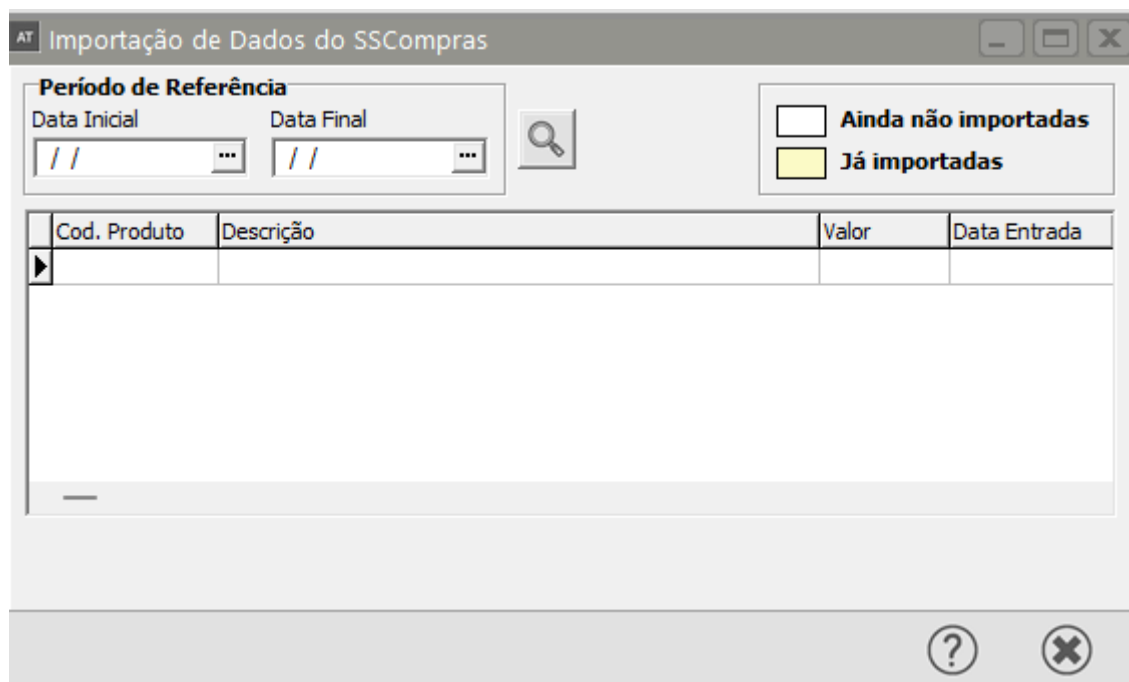 AT Importação de Dados do SSCompras
Período de Referência
Data Inicial Data Final
/ / ... / / ...
Ainda não importadas
Já importadas
Cod. Produto Descrição Valor Data Entrada
?